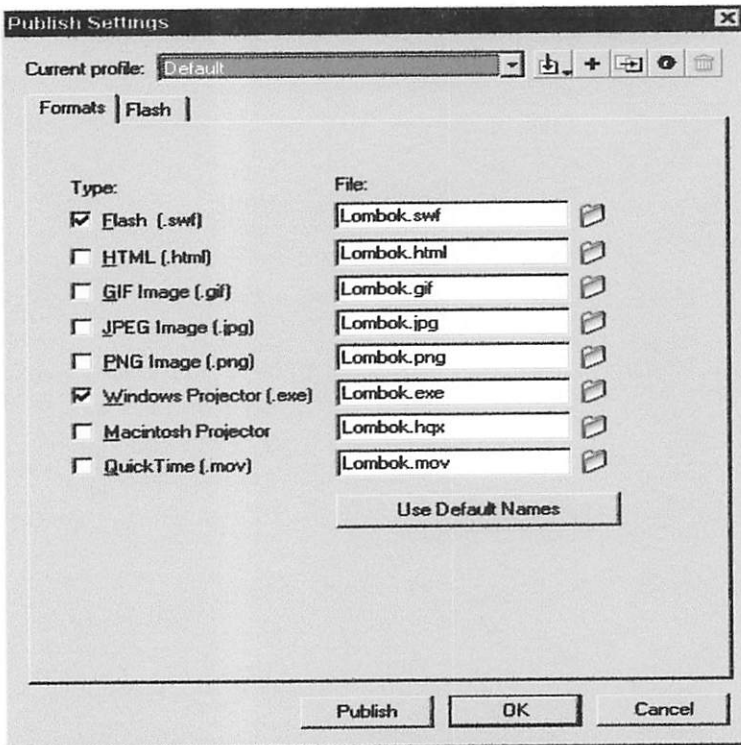 Publish Settings
Current profile: Default
Formats Flash
Type: File:
Flash (.swf) Lombok.swf
HTML (.html) Lombok.html
GIF Image (.gif) Lombok.gif
JPEG Image (.jpg) Lombok.jpg
PNG Image (.png) Lombok.png
Windows Projector (.exe) Lombok.exe
Macintosh Projector Lombok.hqx
QuickTime (.mov) Lombok.mov
Use Default Names
Publish OK Cancel